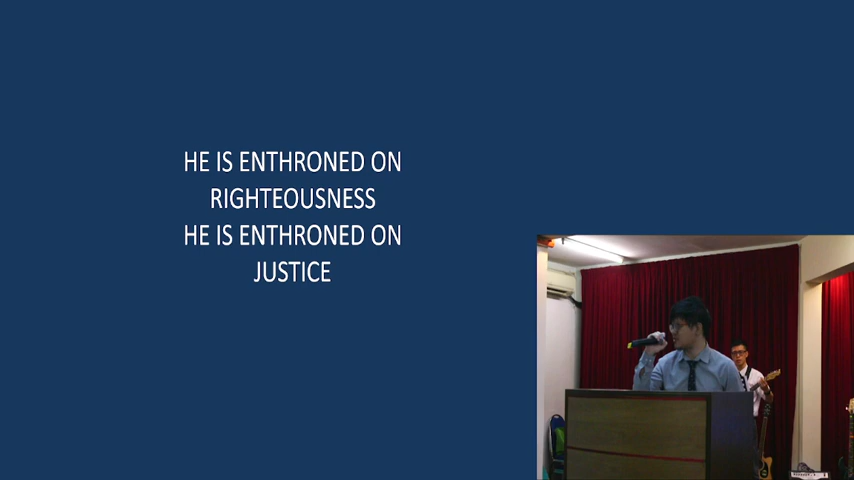 HE IS ENTHRONED ON
RIGHTEOUSNESS
HE IS ENTHRONED ON
JUSTICE